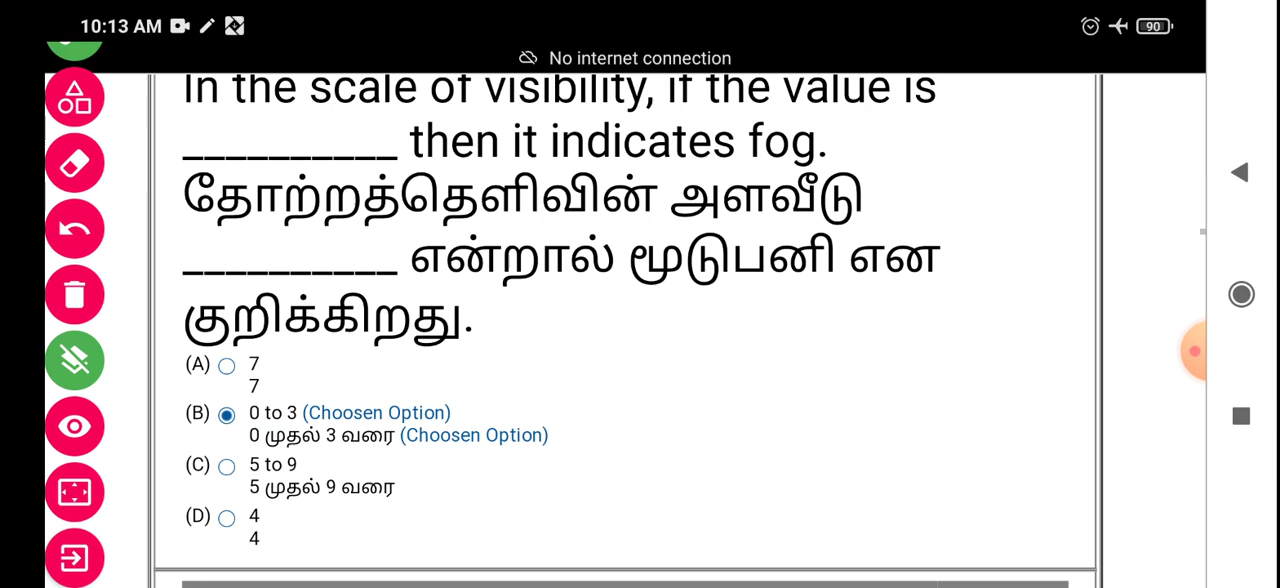 10:13 AM
90
No internet connection
In the scale of visibility, if the value is
__________ then it indicates fog.
தோற்றத்தெளிவின் அளவீடு
__________ என்றால் மூடுபனி என
குறிக்கிறது.
(A) 7
7
(B) 0 to 3 (Choosen Option)
0 முதல் 3 வரை (Choosen Option)
(C) 5 to 9
5 முதல் 9 வரை
(D) 4
4